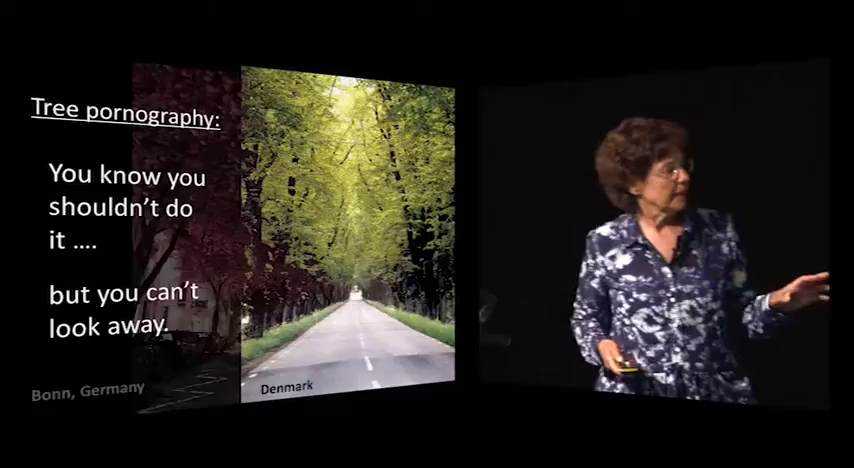 Tree pornography:
You know you
shouldn't do
it ....
but you can't
look away.
Bonn, Germany
Denmark